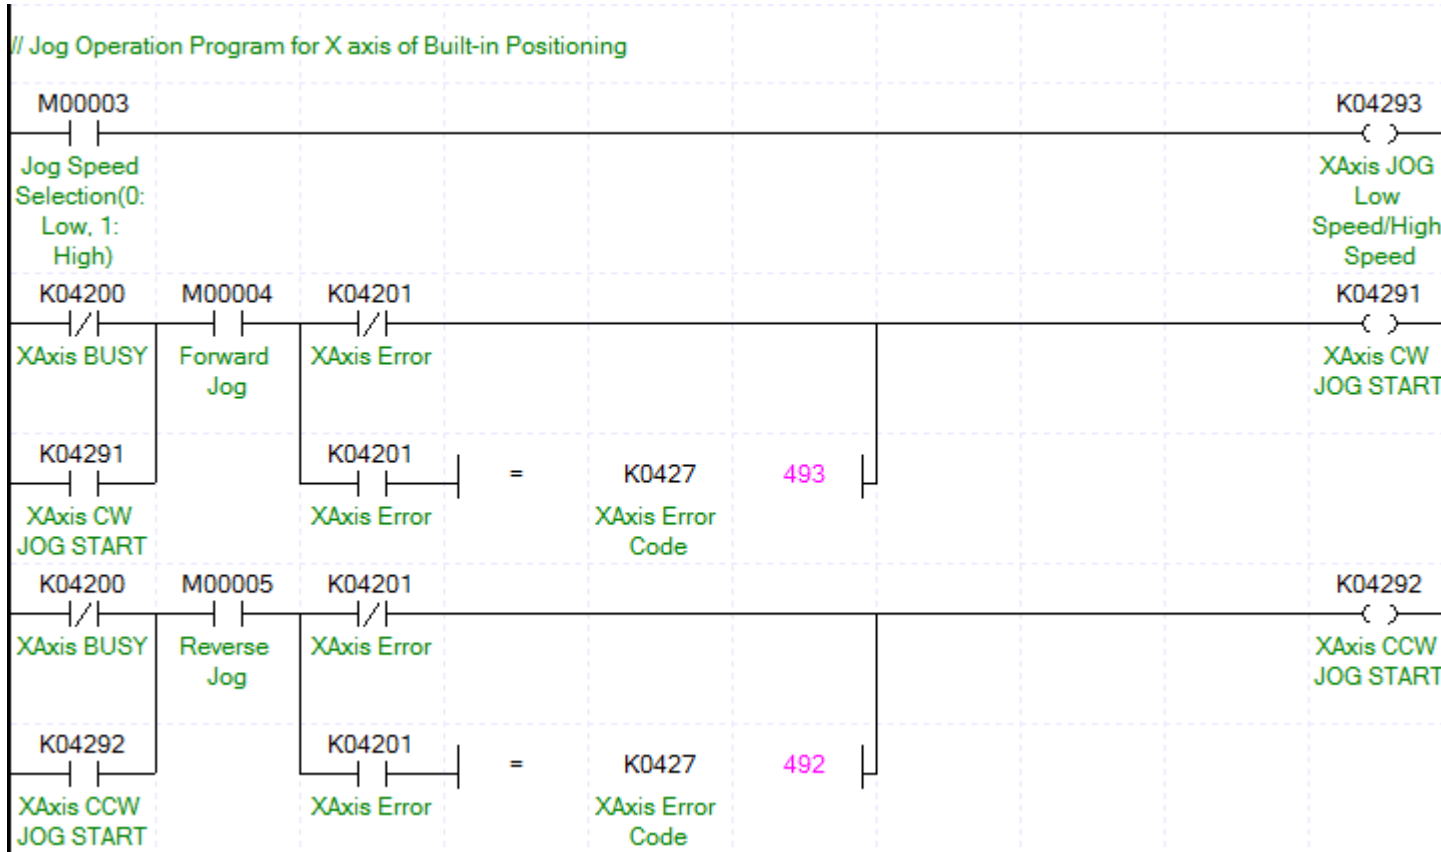 // Jog Operation Program for X axis of Built-in Positioning
M00003
K04293
Jog Speed
Selection(0:
Low, 1:
High)
XAxis JOG
Low
Speed/High
Speed
K04200
M00004
K04201
K04291
XAxis BUSY
Forward
Jog
XAxis Error
XAxis CW
JOG START
K04291
K04201
= K0427 493
XAxis CW
JOG START
XAxis Error
XAxis Error
Code
K04200
M00005
K04201
K04292
XAxis BUSY
Reverse
Jog
XAxis Error
XAxis CCW
JOG START
K04292
K04201
= K0427 492
XAxis CCW
JOG START
XAxis Error
XAxis Error
Code